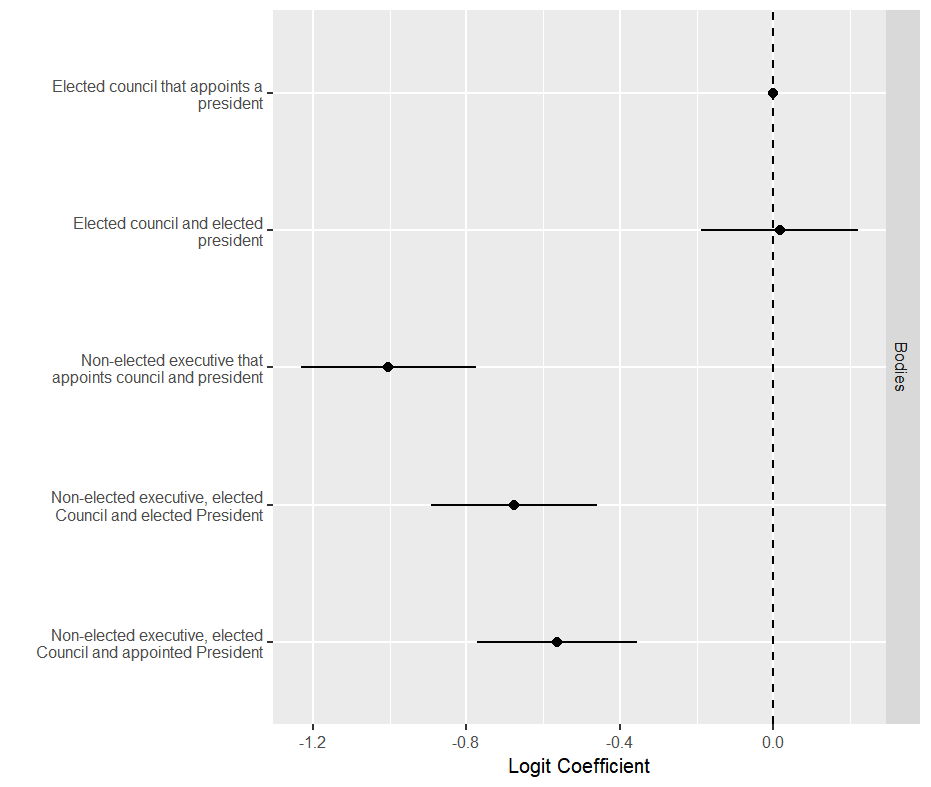 Elected council that appoints a
president
Elected council and elected
president
Non-elected executive that
appoints council and president
Non-elected executive, elected
Council and elected President
Non-elected executive, elected
Council and appointed President
Bodies
-1.2 -0.8 -0.4 0.0
Logit Coefficient